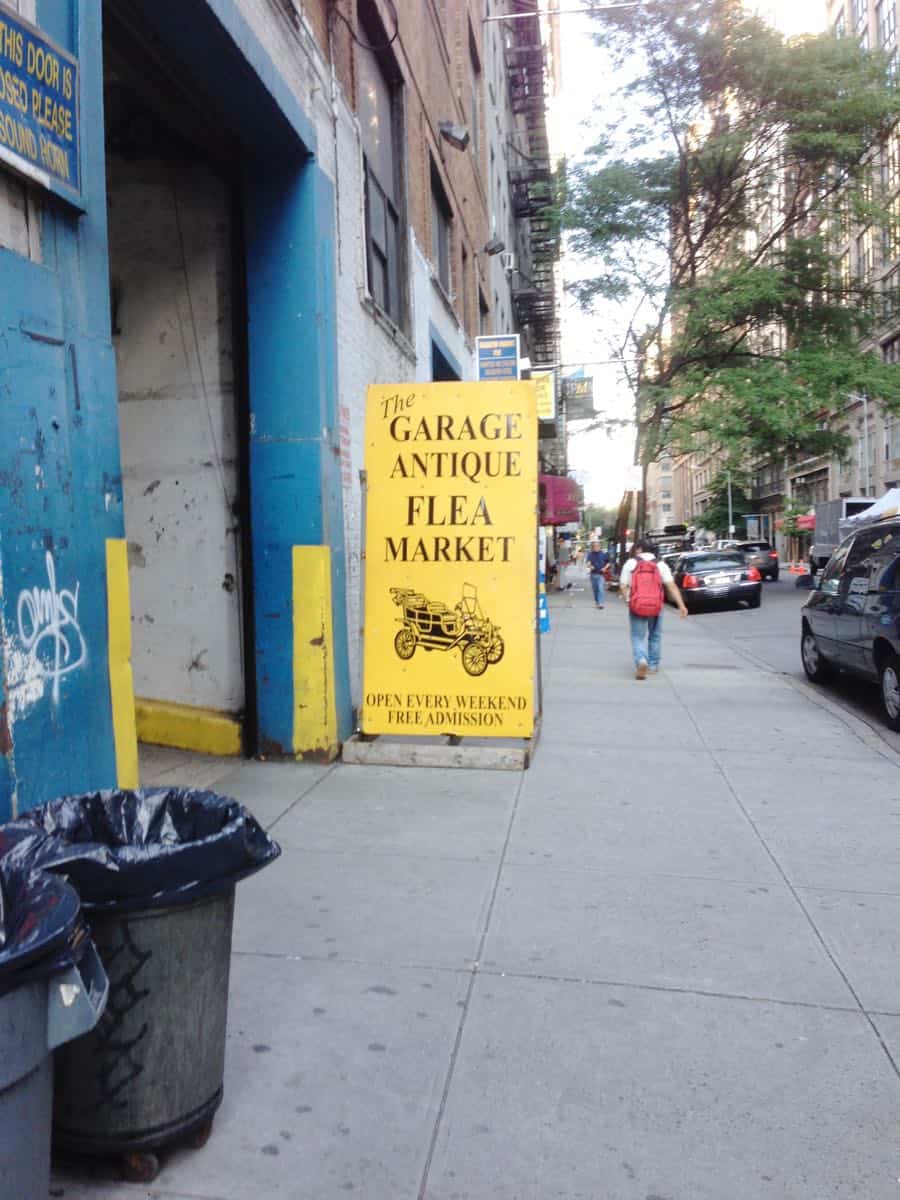 THIS DOOR IS
OSED PLEASE
SOUND HORN
The
GARAGE
ANTIQUE
FLEA
MARKET
OPEN EVERY WEEKEND
FREE ADMISSION